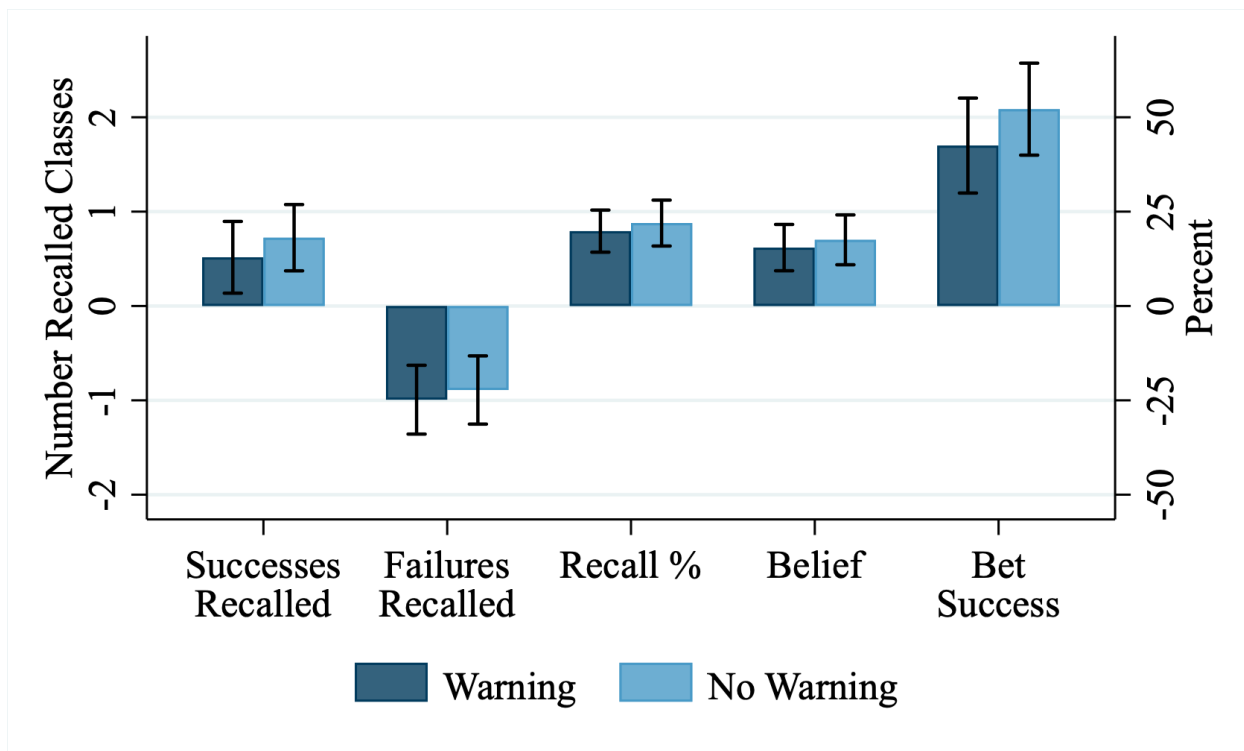 Number Recalled Classes
2
1
0
-1
-2
50
25
0
-25
-50
Percent
Successes Recalled
Failures Recalled
Recall %
Belief
Bet Success
Warning
No Warning